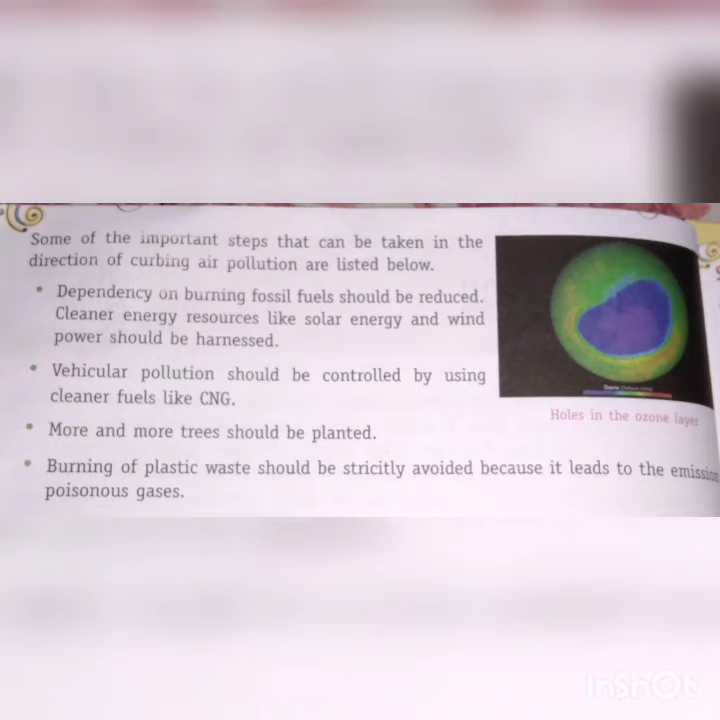 Some of the important steps that can be taken in the
direction of curbing air pollution are listed below.
• Dependency on burning fossil fuels should be reduced.
Cleaner energy resources like solar energy and wind
power should be harnessed.
• Vehicular pollution should be controlled by using
cleaner fuels like CNG.
• More and more trees should be planted.
• Burning of plastic waste should be stricitly avoided because it leads to the emission
poisonous gases.
Holes in the ozone layer
InShOt